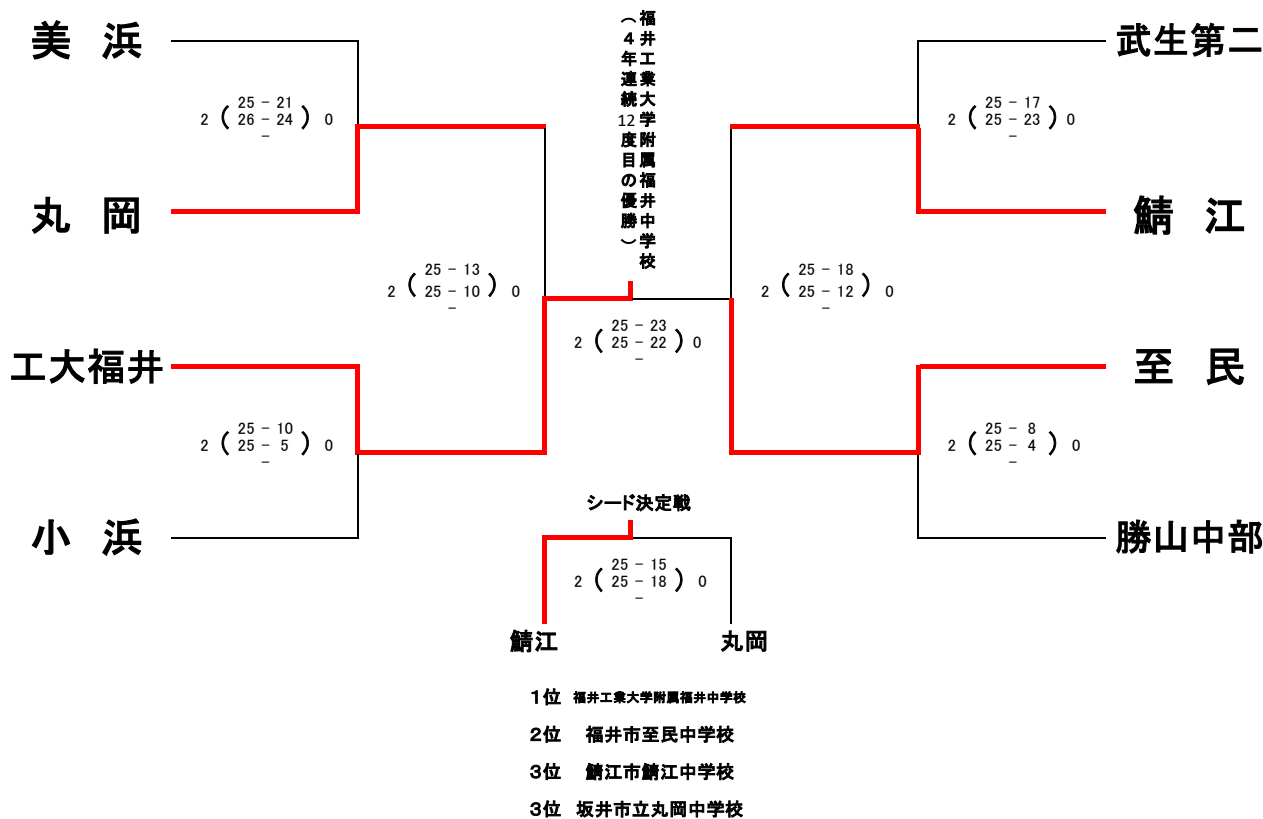 美 浜
2 ( 25 - 21 ) 0
26 - 24
-
丸 岡
2 ( 25 - 13 ) 0
25 - 10
-
工大福井
2 ( 25 - 10 ) 0
25 - 5
-
小 浜
福井工業大学附属福井中学校
(4年連続12度目の優勝)
2 ( 25 - 23 ) 0
25 - 22
-
武生第二
2 ( 25 - 17 ) 0
25 - 23
-
鯖 江
2 ( 25 - 18 ) 0
25 - 12
-
至 民
2 ( 25 - 8 ) 0
25 - 4
-
勝山中部
シード決定戦
2 ( 25 - 15 ) 0
25 - 18
-
鯖江
丸岡
1位 福井工業大学附属福井中学校
2位 福井市至民中学校
3位 鯖江市鯖江中学校
3位 坂井市立丸岡中学校